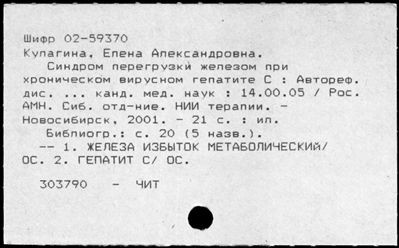 Шифр 02-59370
Кулагина, Елена Александровна.
Синдром перегрузки железом при
хроническом вирусном гепатите С : Автореф.
дис. ... канд. мед. наук : 14.00.05 / Рос.
АМН. Сиб. отд-ние. НИИ терапии. -
Новосибирск, 2001. - 21 с. : ил.
Библиогр.: с. 20 (5 назв.).
-- 1. ЖЕЛЕЗА ИЗБЫТОК МЕТАБОЛИЧЕСКИЙ/
ОС. 2. ГЕПАТИТ C/ ОС.
303790 - ЧИТ